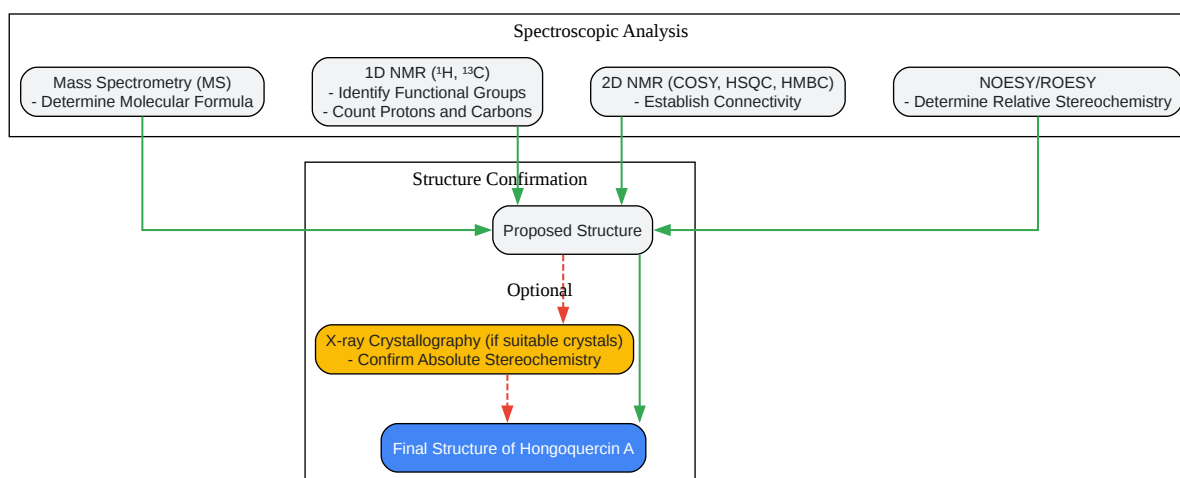 Spectroscopic Analysis
Mass Spectrometry (MS)
- Determine Molecular Formula
1D NMR (¹H, ¹³C)
- Identify Functional Groups
- Count Protons and Carbons
2D NMR (COSY, HSQC, HMBC)
- Establish Connectivity
NOESY/ROESY
- Determine Relative Stereochemistry
Structure Confirmation
Proposed Structure
Optional
X-ray Crystallography (if suitable crystals)
- Confirm Absolute Stereochemistry
Final Structure of Hongoquercin A